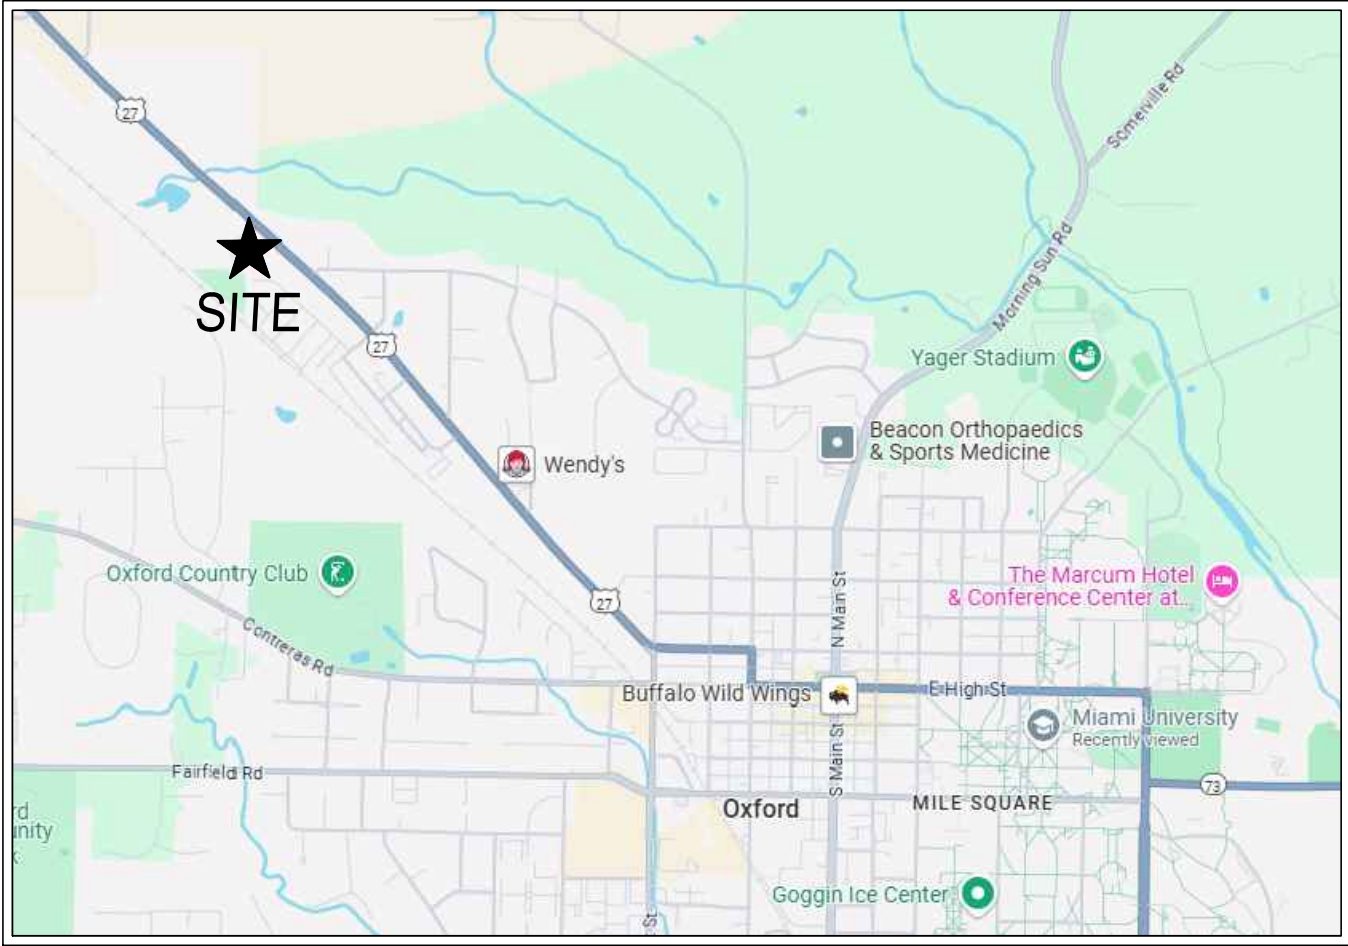 27
Somerville Rd
Morning Sun Rd
SITE
27
Yager Stadium
Beacon Orthopaedics
& Sports Medicine
Wendy's
Oxford Country Club
The Marcum Hotel
& Conference Center at...
27
N Main St
Contreras Rd
Buffalo Wild Wings
E High St
Miami University
Recently viewed
S Main St
Fairfield Rd
73
Oxford
MILE SQUARE
Goggin Ice Center
St